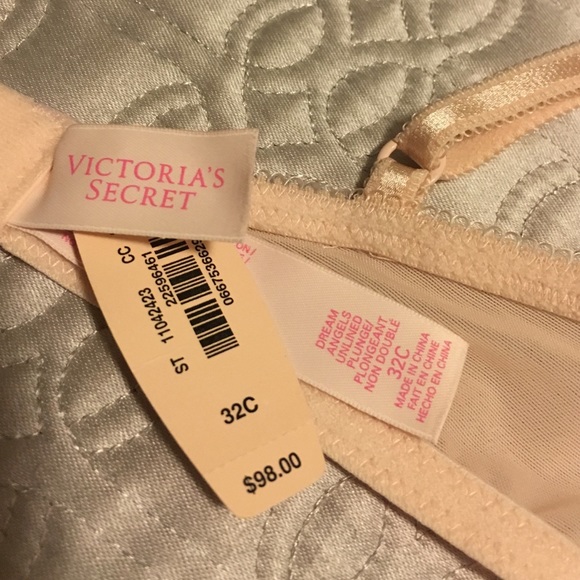 VICTORIA'S
SECRET
ST 11042423 CC
22596461
32C
$98.00
DREAM
ANGELS
UNLINED
PLUNGE/
PLONGEANT
NON DOUBLÉ
32C
MADE IN CHINA
FAIT EN CHINE
HECHO EN CHINA